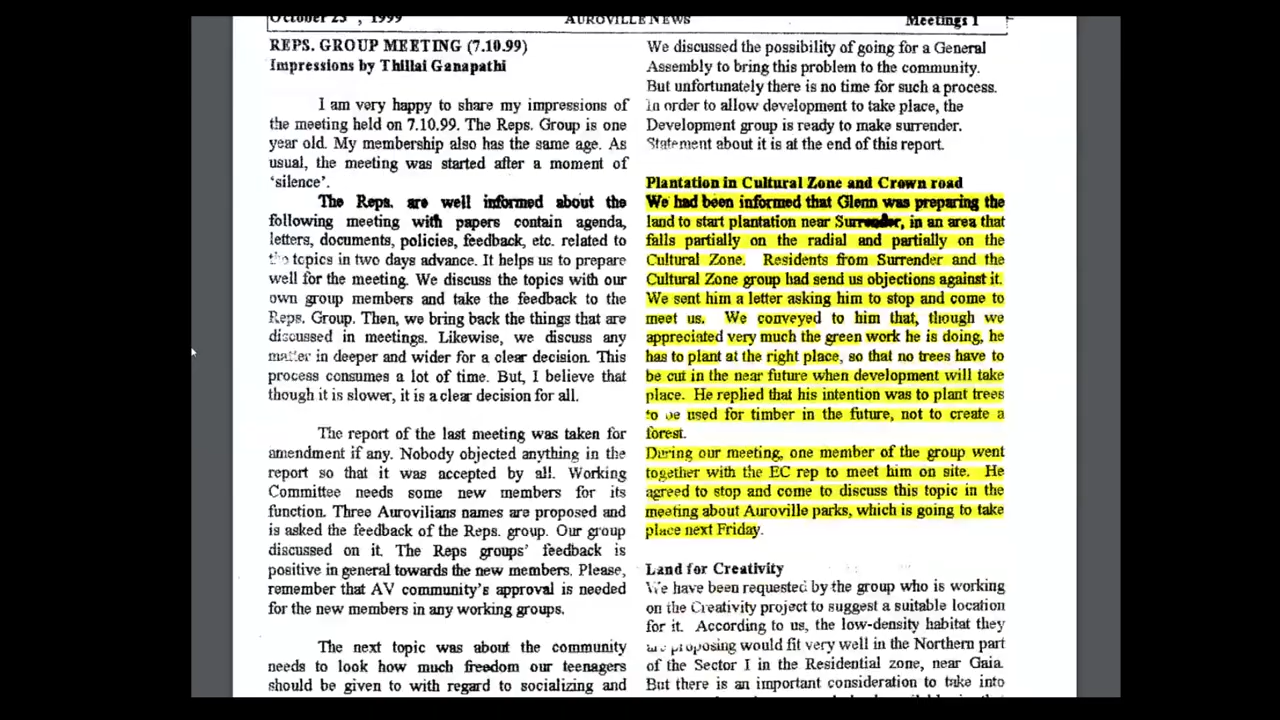 October 23 , 1999
AUROVILLE NEWS
Meetings 1
REPS. GROUP MEETING (7.10.99)
Impressions by Thillai Ganapathi
I am very happy to share my impressions of
the meeting held on 7.10.99. The Reps. Group is one
year old. My membership also has the same age. As
usual, the meeting was started after a moment of
‘silence’.
The Reps. are well informed about the
following meeting with papers contain agenda,
letters, documents, policies, feedback, etc. related to
the topics in two days advance. It helps us to prepare
well for the meeting. We discuss the topics with our
own group members and take the feedback to the
Reps. Group. Then, we bring back the things that are
discussed in meetings. Likewise, we discuss any
matter in deeper and wider for a clear decision. This
process consumes a lot of time. But, I believe that
though it is slower, it is a clear decision for all.
The report of the last meeting was taken for
amendment if any. Nobody objected anything in the
report so that it was accepted by all. Working
Committee needs some new members for its
function. Three Aurovilians names are proposed and
is asked the feedback of the Reps. group. Our group
discussed on it. The Reps groups’ feedback is
positive in general towards the new members. Please,
remember that AV community’s approval is needed
for the new members in any working groups.
The next topic was about the community
needs to look how much freedom our teenagers
should be given to with regard to socializing and
We discussed the possibility of going for a General
Assembly to bring this problem to the community.
But unfortunately there is no time for such a process.
In order to allow development to take place, the
Development group is ready to make surrender.
Statement about it is at the end of this report.
Plantation in Cultural Zone and Crown road
We had been informed that Glenn was preparing the
land to start plantation near Surrender, in an area that
falls partially on the radial and partially on the
Cultural Zone. Residents from Surrender and the
Cultural Zone group had send us objections against it.
We sent him a letter asking him to stop and come to
meet us. We conveyed to him that, though we
appreciated very much the green work he is doing, he
has to plant at the right place, so that no trees have to
be cut in the near future when development will take
place. He replied that his intention was to plant trees
to be used for timber in the future, not to create a
forest.
During our meeting, one member of the group went
together with the EC rep to meet him on site. He
agreed to stop and come to discuss this topic in the
meeting about Auroville parks, which is going to take
place next Friday.
Land for Creativity
We have been requested by the group who is working
on the Creativity project to suggest a suitable location
for it. According to us, the low-density habitat they
are proposing would fit very well in the Northern part
of the Sector I in the Residential zone, near Gaia.
But there is an important consideration to take into